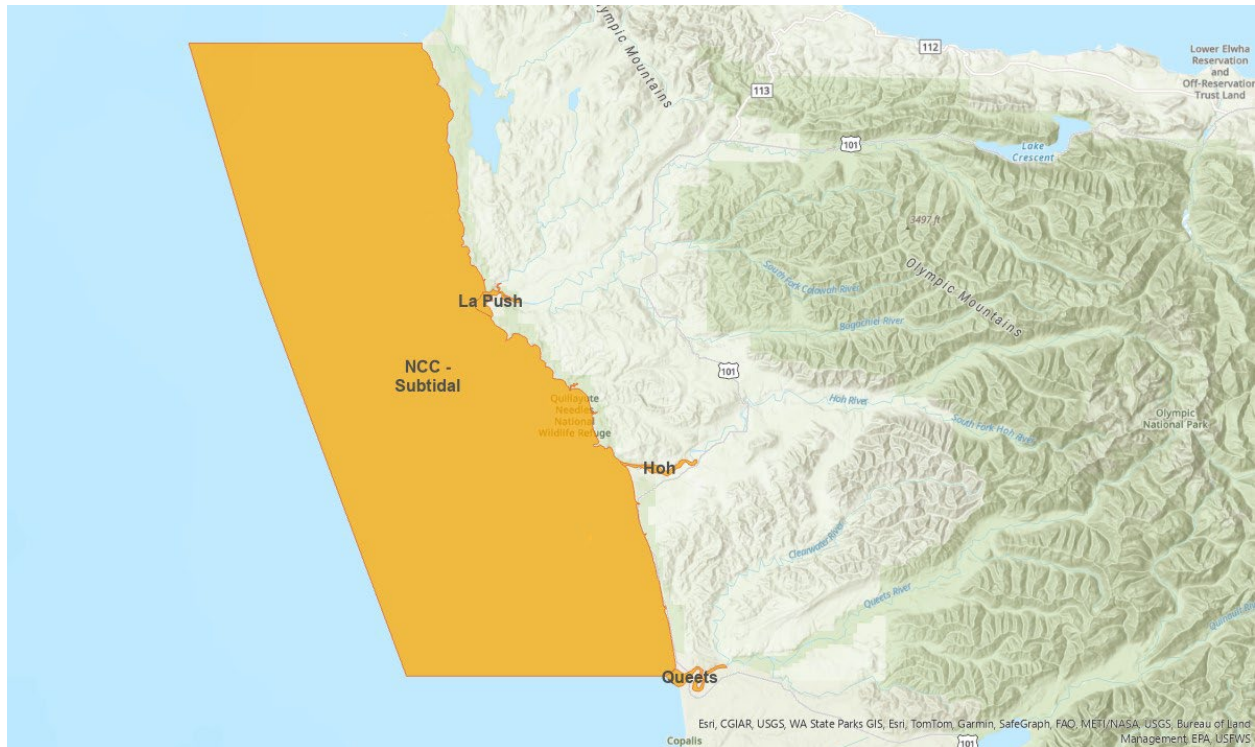 Olympic Mountains
112
Lower Elwha
Reservation
and
Off-Reservation
Trust Land
113
101
Lake
Crescent
3497 ft
Olympic Mountains
South Fork Calawah River
Bogachiel River
La Push
NCC -
Subtidal
101
Quillayute
Needles
National
Wildlife Refuge
Hoh River
South Fork Hoh River
Olympic
National Park
Hoh
Clearwater River
Queets River
Quinault Riv
Queets
Esri, CGIAR, USGS, WA State Parks GIS, Esri, TomTom, Garmin, SafeGraph, FAO, METI/NASA, USGS, Bureau of Land
Management, EPA, USFWS
Copalis
101